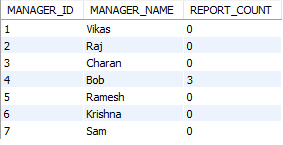 MANAGER_ID MANAGER_NAME REPORT_COUNT
1 Vikas 0
2 Raj 0
3 Charan 0
4 Bob 3
5 Ramesh 0
6 Krishna 0
7 Sam 0